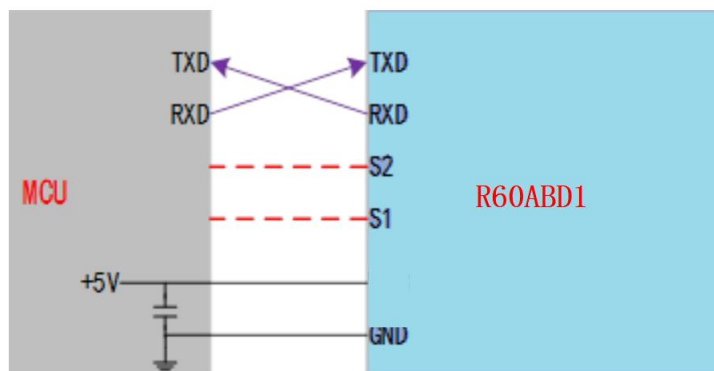 TXD
TXD
RXD
RXD
S2
MCU
R60ABD1
S1
+5V
GND